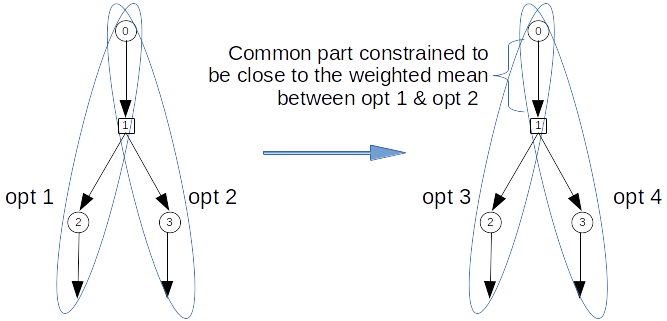 0
Common part constrained to
be close to the weighted mean
between opt 1 & opt 2
0
1
1
opt 1
opt 2
opt 3
opt 4
2
3
2
3